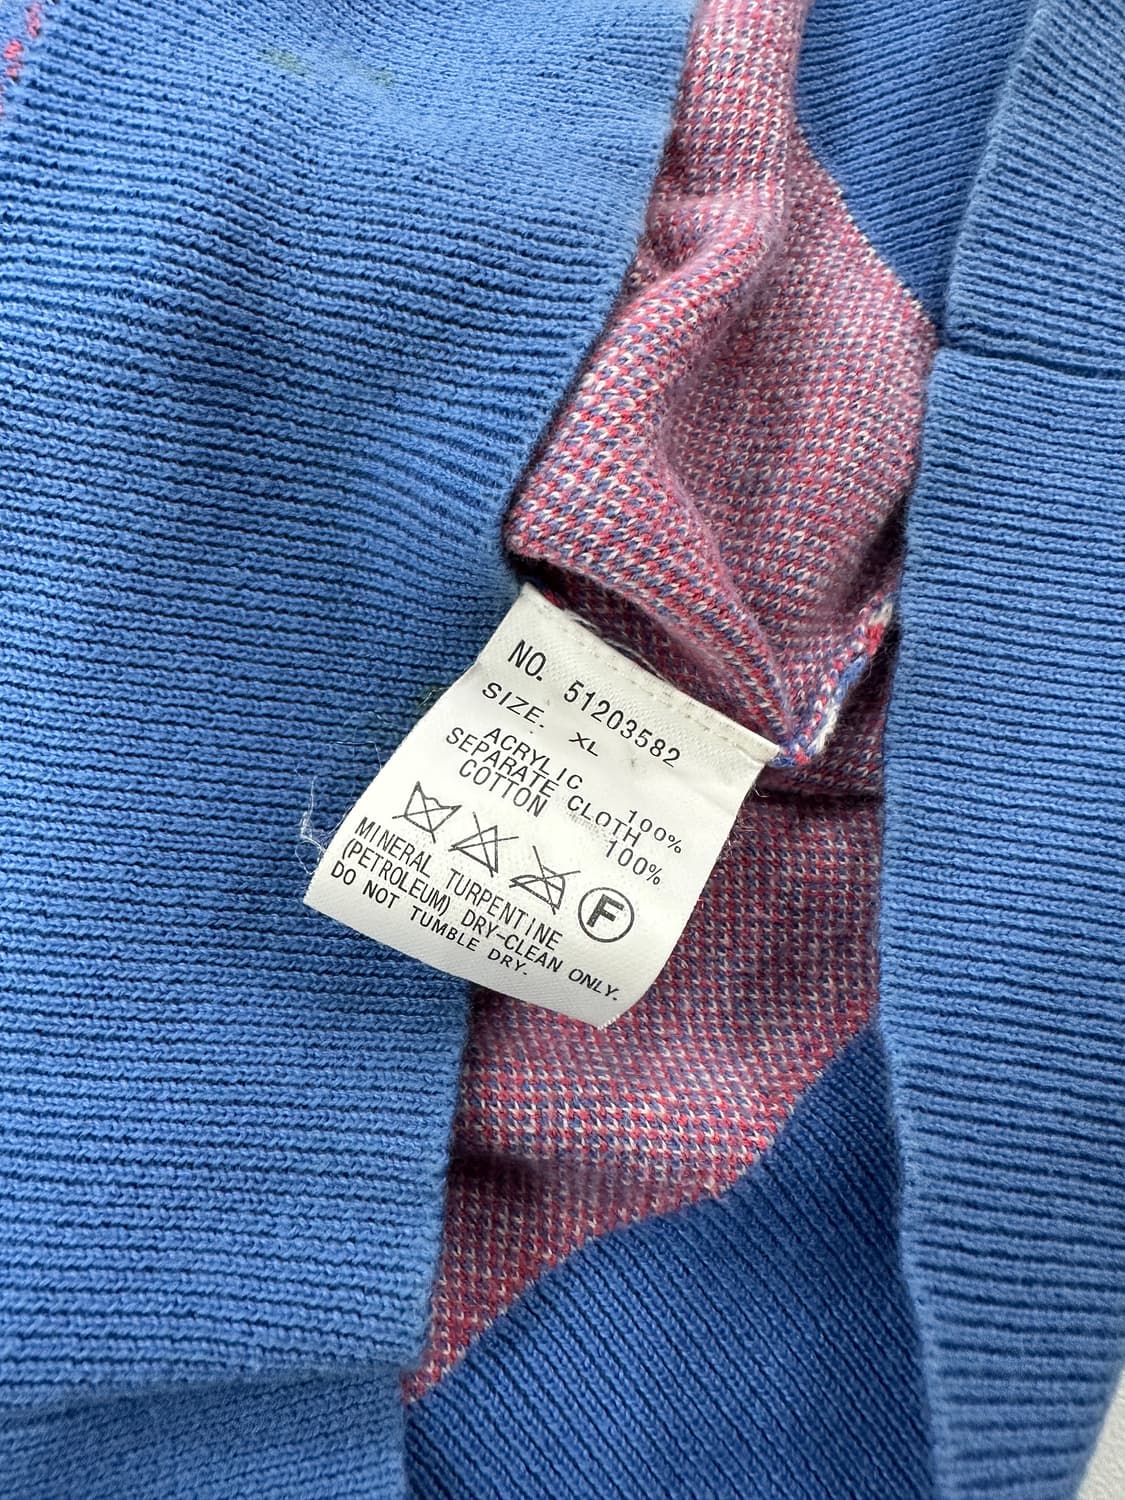 NO. 51203582
SIZE. XL
ACRYLIC 100%
SEPARATE CLOTH
COTTON 100%
F
MINERAL TURPENTINE
(PETROLEUM) DRY-CLEAN ONLY.
DO NOT TUMBLE DRY.